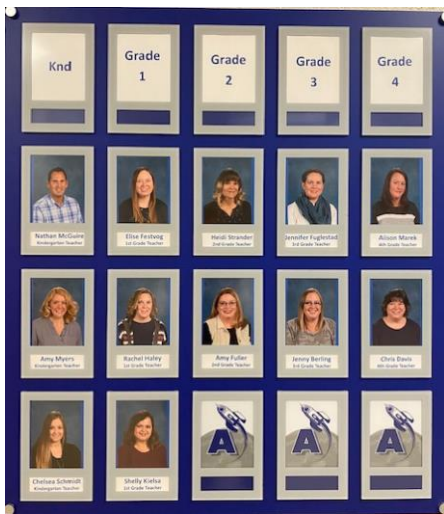 Knd
Grade
1
Grade
2
Grade
3
Grade
4
Nathan McGuire
Kindergarten Teacher
Elise Festvog
1st Grade Teacher
Heidi Strander
2nd Grade Teacher
Jennifer Fuglestad
3rd Grade Teacher
Alison Marek
4th Grade Teacher
Amy Myers
Kindergarten Teacher
Rachel Haley
1st Grade Teacher
Amy Fuller
2nd Grade Teacher
Jenny Berling
3rd Grade Teacher
Chris Davis
4th Grade Teacher
Chelsea Schmidt
Kindergarten Teacher
Shelly Kielsa
1st Grade Teacher
A
A
A